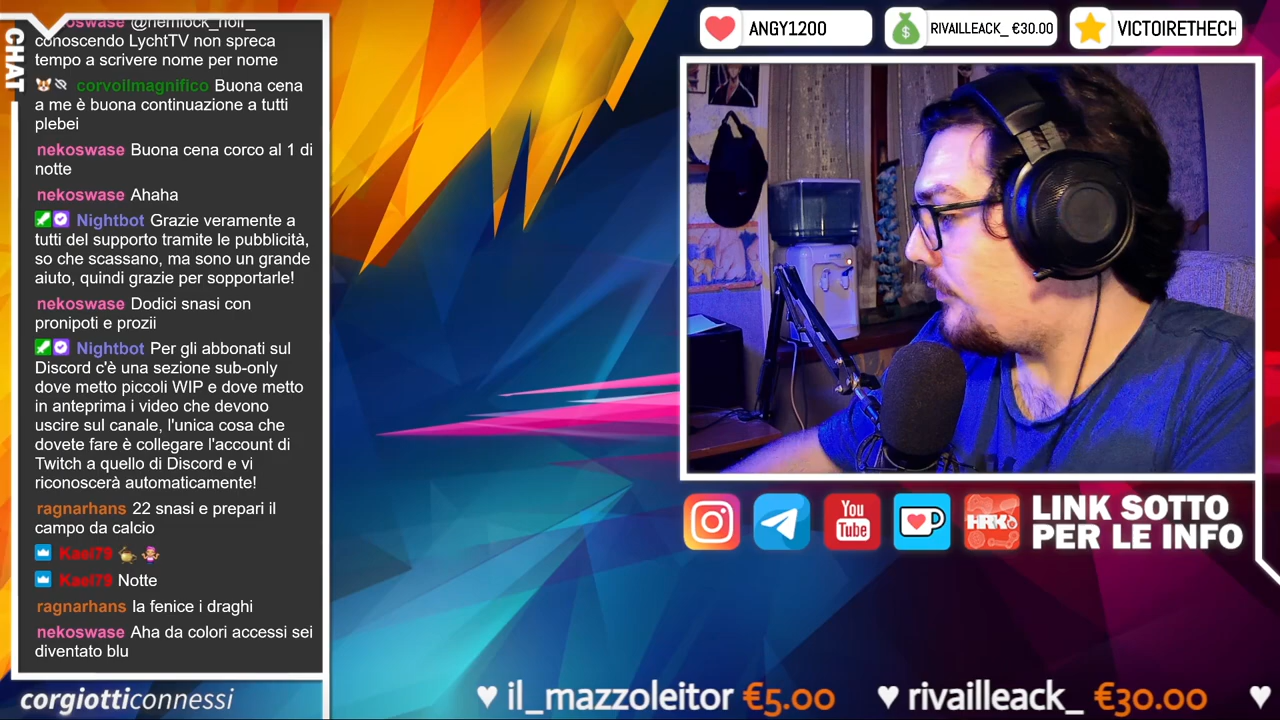 CHAT
conoscendo LychtTV non spreca
tempo a scrivere nome per nome
corvoilmagnifico Buona cena
a me è buona continuazione a tutti
plebei
nekoswase Buona cena corco al 1 di
notte
nekoswase Ahaha
Nightbot Grazie veramente a
tutti del supporto tramite le pubblicità,
so che scassano, ma sono un grande
aiuto, quindi grazie per sopportarle!
nekoswase Dodici snasi con
pronipoti e prozii
Nightbot Per gli abbonati sul
Discord c'è una sezione sub-only
dove metto piccoli WIP e dove metto
in anteprima i video che devono
uscire sul canale, l'unica cosa che
dovete fare è collegare l'account di
Twitch a quello di Discord e vi
riconoscerà automaticamente!
ragnarhans 22 snasi e prepari il
campo da calcio
Kael79
Kael79 Notte
ragnarhans la fenice i draghi
nekoswase Aha da colori accessi sei
diventato blu
corgiotticonnessi
ANGY1200
RIVAILLEACK_ €30.00
VICTOIRETHECH
You
Tube
HRK
LINK SOTTO
PER LE INFO
il_mazzoleitor €5.00
rivailleack_ €30.00